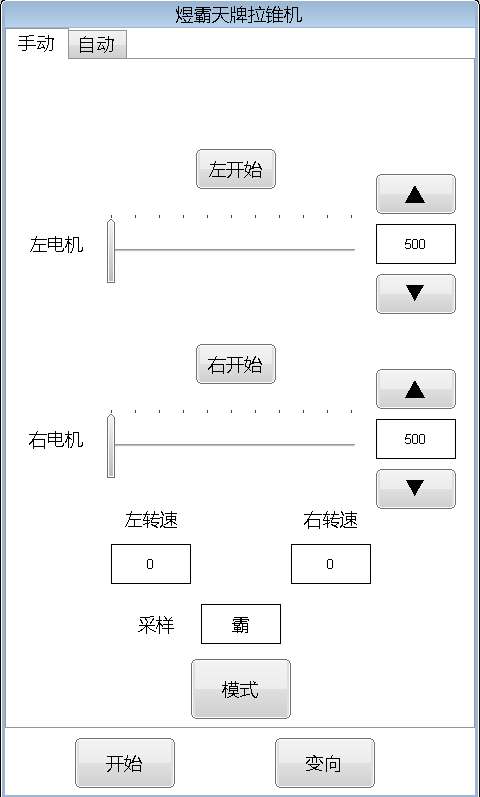 煜霸天牌拉锥机
手动 自动
左开始
左电机
500
右开始
右电机
500
左转速 右转速
0 0
采样 霸
模式
开始 变向